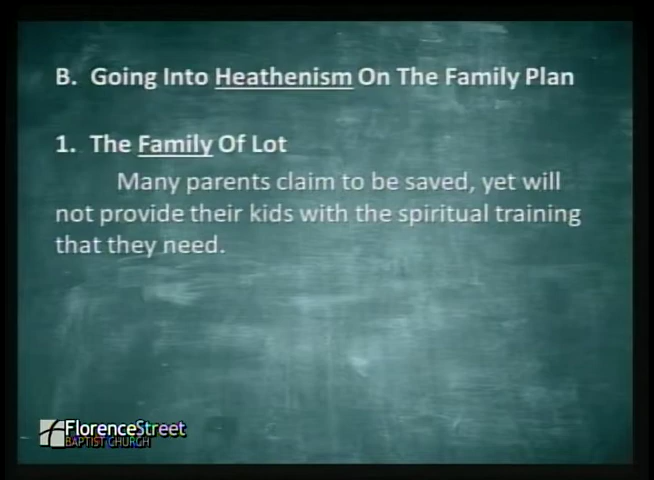 B. Going Into Heathenism On The Family Plan
1. The Family Of Lot
Many parents claim to be saved, yet will
not provide their kids with the spiritual training
that they need.
FlorenceStreet
BAPTIST CHURCH